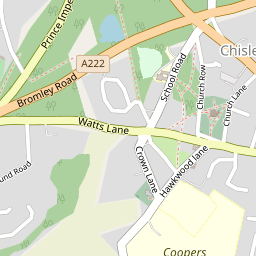 Prince Impe
A222
Chisle
Bromley Road
School Road
Church Row
Church Lane
Watts Lane
Crown Lane
Hawkwood lane
und Road
Coopers